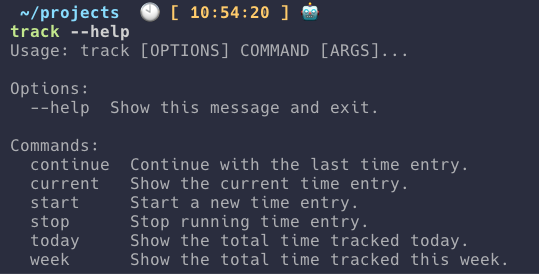 ~/projects 🕙 [ 10:54:20 ] 🤖
track --help
Usage: track [OPTIONS] COMMAND [ARGS]...

Options:
  --help  Show this message and exit.

Commands:
  continue  Continue with the last time entry.
  current   Show the current time entry.
  start     Start a new time entry.
  stop      Stop running time entry.
  today     Show the total time tracked today.
  week      Show the total time tracked this week.